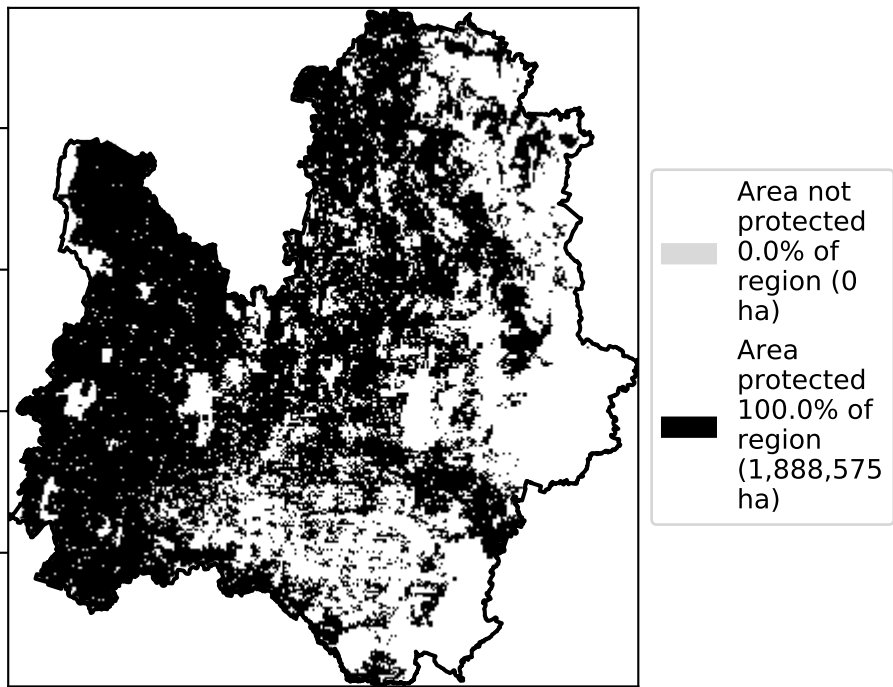 Area not
protected
0.0% of
region (0
ha)
Area
protected
100.0% of
region
(1,888,575
ha)